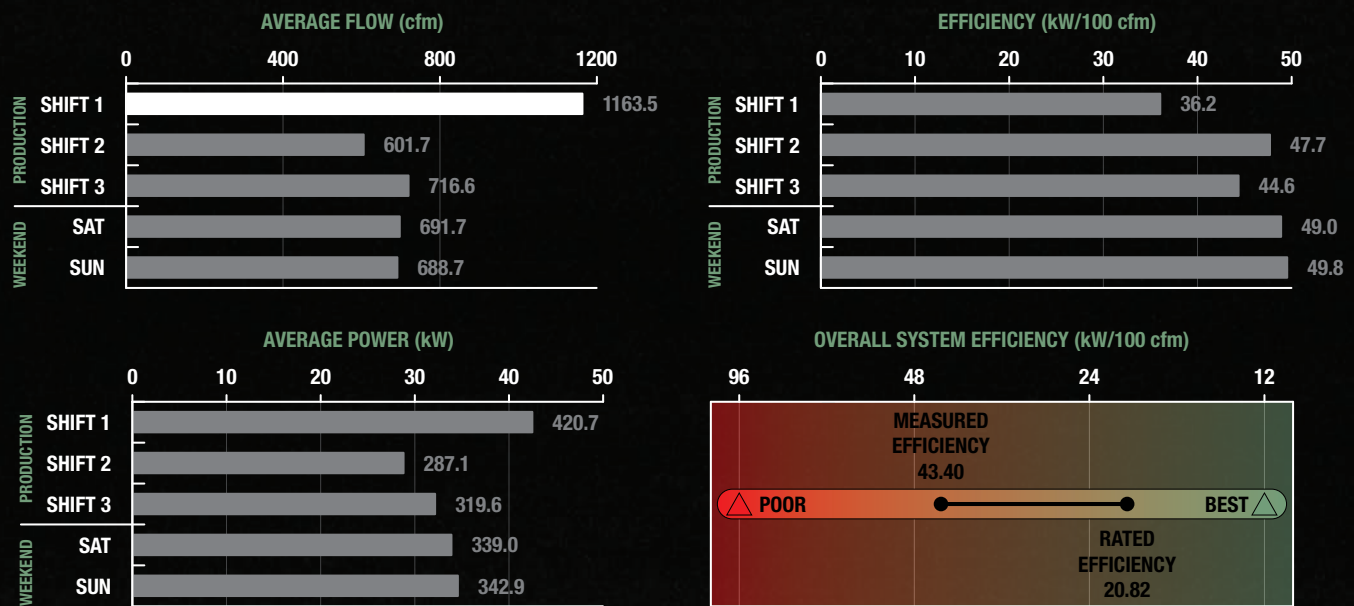 AVERAGE FLOW (cfm)
0 400 800 1200
PRODUCTION
SHIFT 1 1163.5
SHIFT 2 601.7
SHIFT 3 716.6
WEEKEND
SAT 691.7
SUN 688.7
EFFICIENCY (kW/100 cfm)
0 10 20 30 40 50
PRODUCTION
SHIFT 1 36.2
SHIFT 2 47.7
SHIFT 3 44.6
WEEKEND
SAT 49.0
SUN 49.8
AVERAGE POWER (kW)
0 10 20 30 40 50
PRODUCTION
SHIFT 1 420.7
SHIFT 2 287.1
SHIFT 3 319.6
WEEKEND
SAT 339.0
SUN 342.9
OVERALL SYSTEM EFFICIENCY (kW/100 cfm)
96 48 24 12
MEASURED
EFFICIENCY
43.40
POOR BEST
RATED
EFFICIENCY
20.82